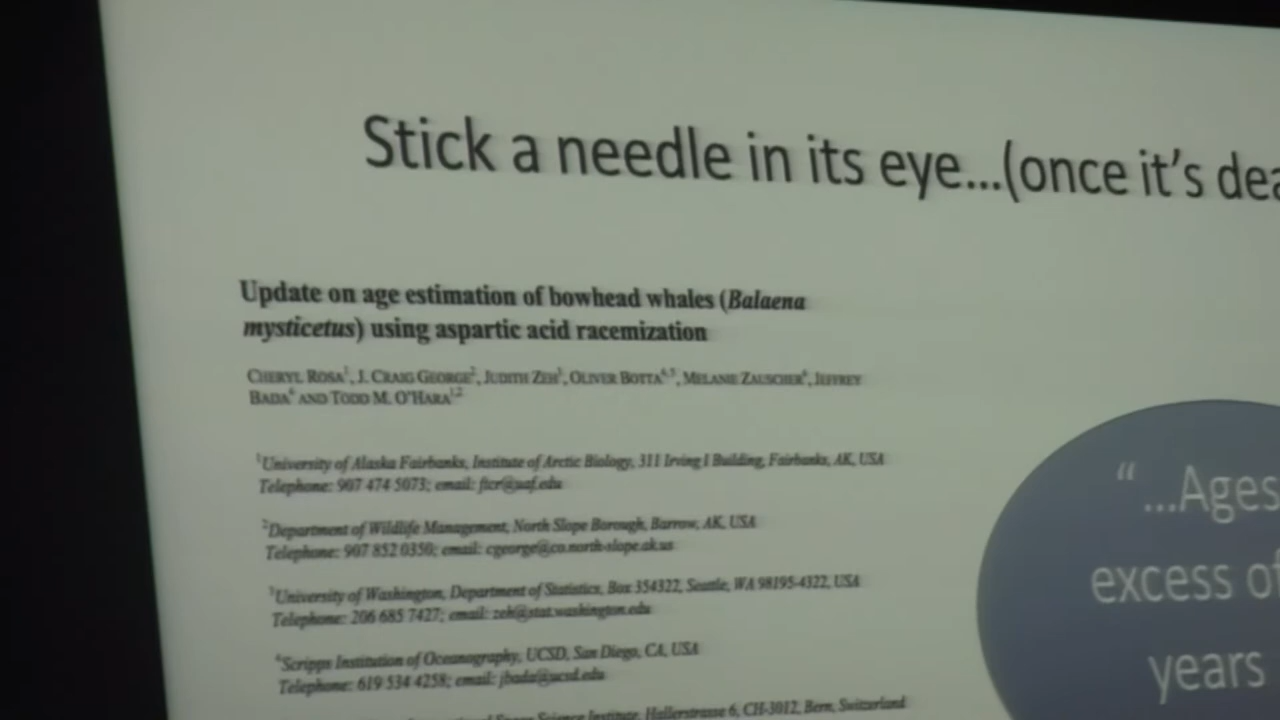 Stick a needle in its eye...(once it's dea
Update on age estimation of bowhead whales (Balaena
mysticetus) using aspartic acid racemization
CHERYL ROSA1, J. CRAIG GEORGE2, JUDITH ZEH3, OLIVER BOTTA4,5, MELANIE ZAUSCHER4, JEFFREY
BADA4 AND TODD M. O'HARA1,2
1University of Alaska Fairbanks, Institute of Arctic Biology, 311 Irving I Building, Fairbanks, AK, USA
Telephone: 907 474 5073; email: ftcr@uaf.edu
2Department of Wildlife Management, North Slope Borough, Barrow, AK, USA
Telephone: 907 852 0350; email: cgeorge@co.north-slope.ak.us
3University of Washington, Department of Statistics, Box 354322, Seattle, WA 98195-4322, USA
Telephone: 206 685 7427; email: zeh@stat.washington.edu
4Scripps Institution of Oceanography, UCSD, San Diego, CA, USA
Telephone: 619 534 4258; email: jbada@ucsd.edu
Space Science Institute, Hallerstrasse 6, CH-3012, Bern, Switzerland
"...Ages
excess of
years